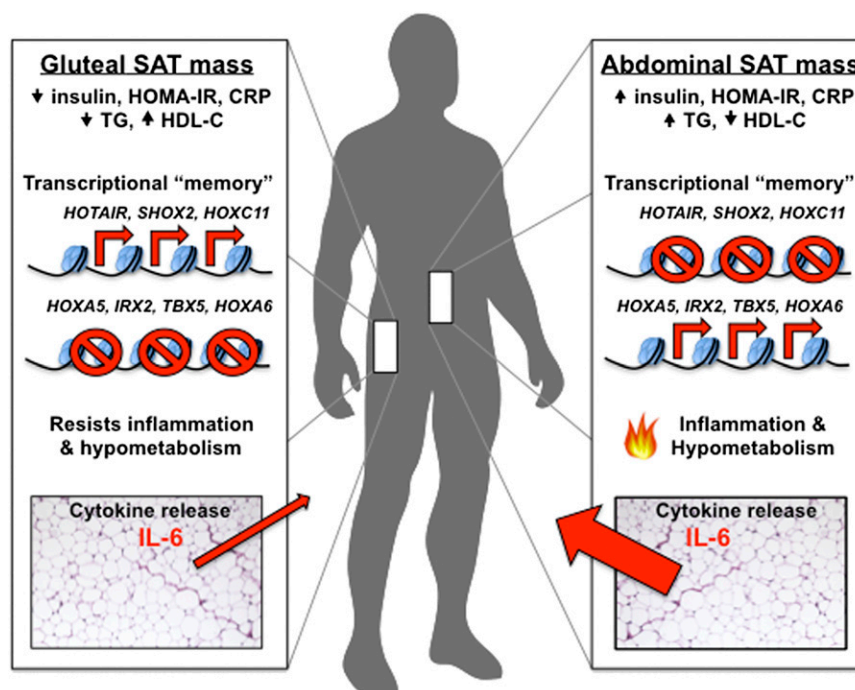 Gluteal SAT mass
↓ insulin, HOMA-IR, CRP
↓ TG, ↑ HDL-C
Transcriptional “memory”
HOTAIR, SHOX2, HOXC11
HOXA5, IRX2, TBX5, HOXA6
Resists inflammation
& hypometabolism
Cytokine release
IL-6
Abdominal SAT mass
↑ insulin, HOMA-IR, CRP
↑ TG, ↓ HDL-C
Transcriptional “memory”
HOTAIR, SHOX2, HOXC11
HOXA5, IRX2, TBX5, HOXA6
Inflammation &
Hypometabolism
Cytokine release
IL-6